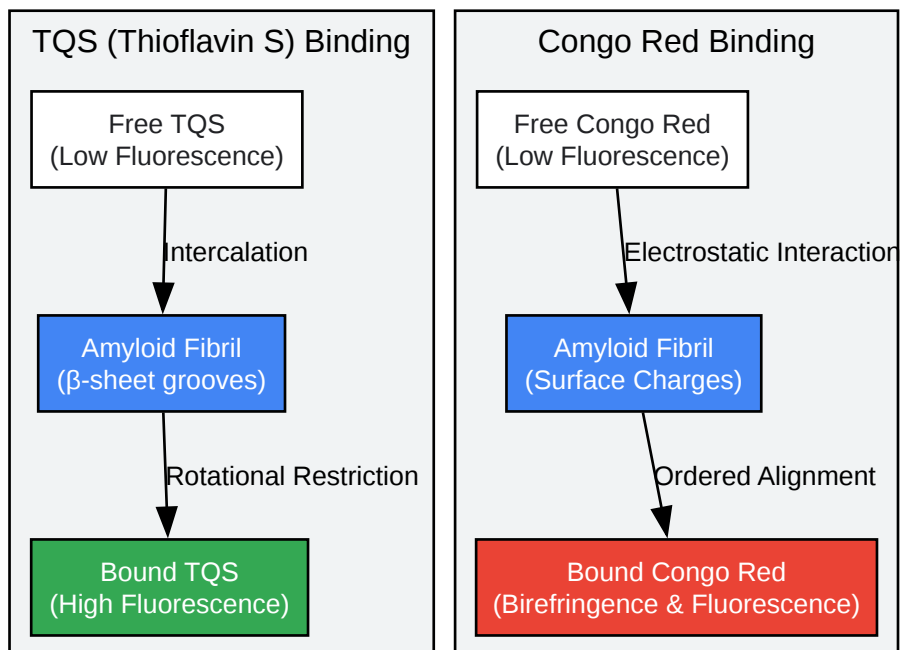 TQS (Thioflavin S) Binding
Free TQS
(Low Fluorescence)
Intercalation
Amyloid Fibril
(β-sheet grooves)
Rotational Restriction
Bound TQS
(High Fluorescence)
Congo Red Binding
Free Congo Red
(Low Fluorescence)
Electrostatic Interaction
Amyloid Fibril
(Surface Charges)
Ordered Alignment
Bound Congo Red
(Birefringence & Fluorescence)